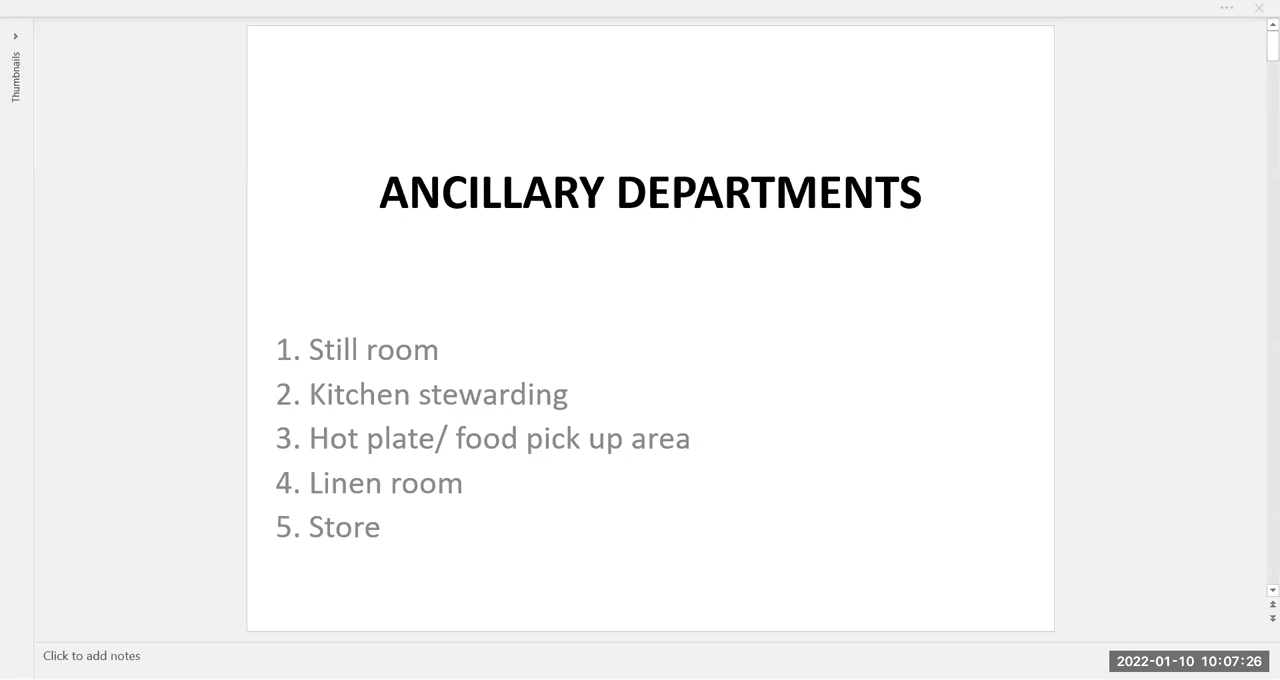 Thumbnails
ANCILLARY DEPARTMENTS
1. Still room
2. Kitchen stewarding
3. Hot plate/ food pick up area
4. Linen room
5. Store
Click to add notes
2022-01-10 10:07:26